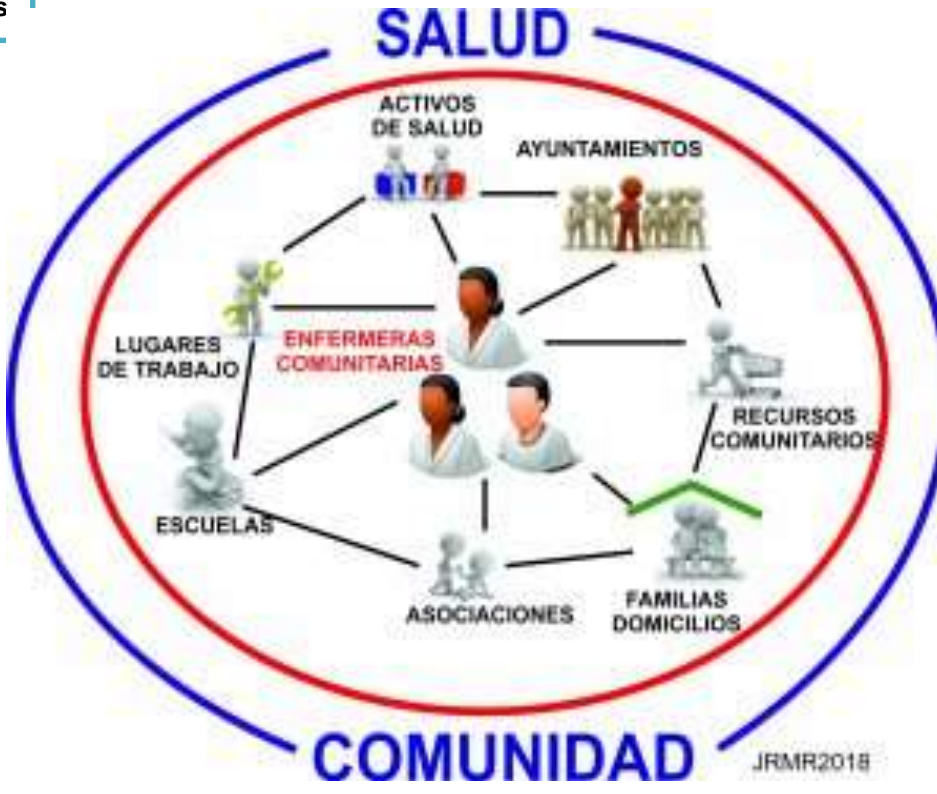 s
SALUD
ACTIVOS
DE SALUD
AYUNTAMIENTOS
ENFERMERAS
COMUNITARIAS
LUGARES
DE TRABAJO
RECURSOS
COMUNITARIOS
ESCUELAS
ASOCIACIONES
FAMILIAS
DOMICILIOS
COMUNIDAD
JRMR2018